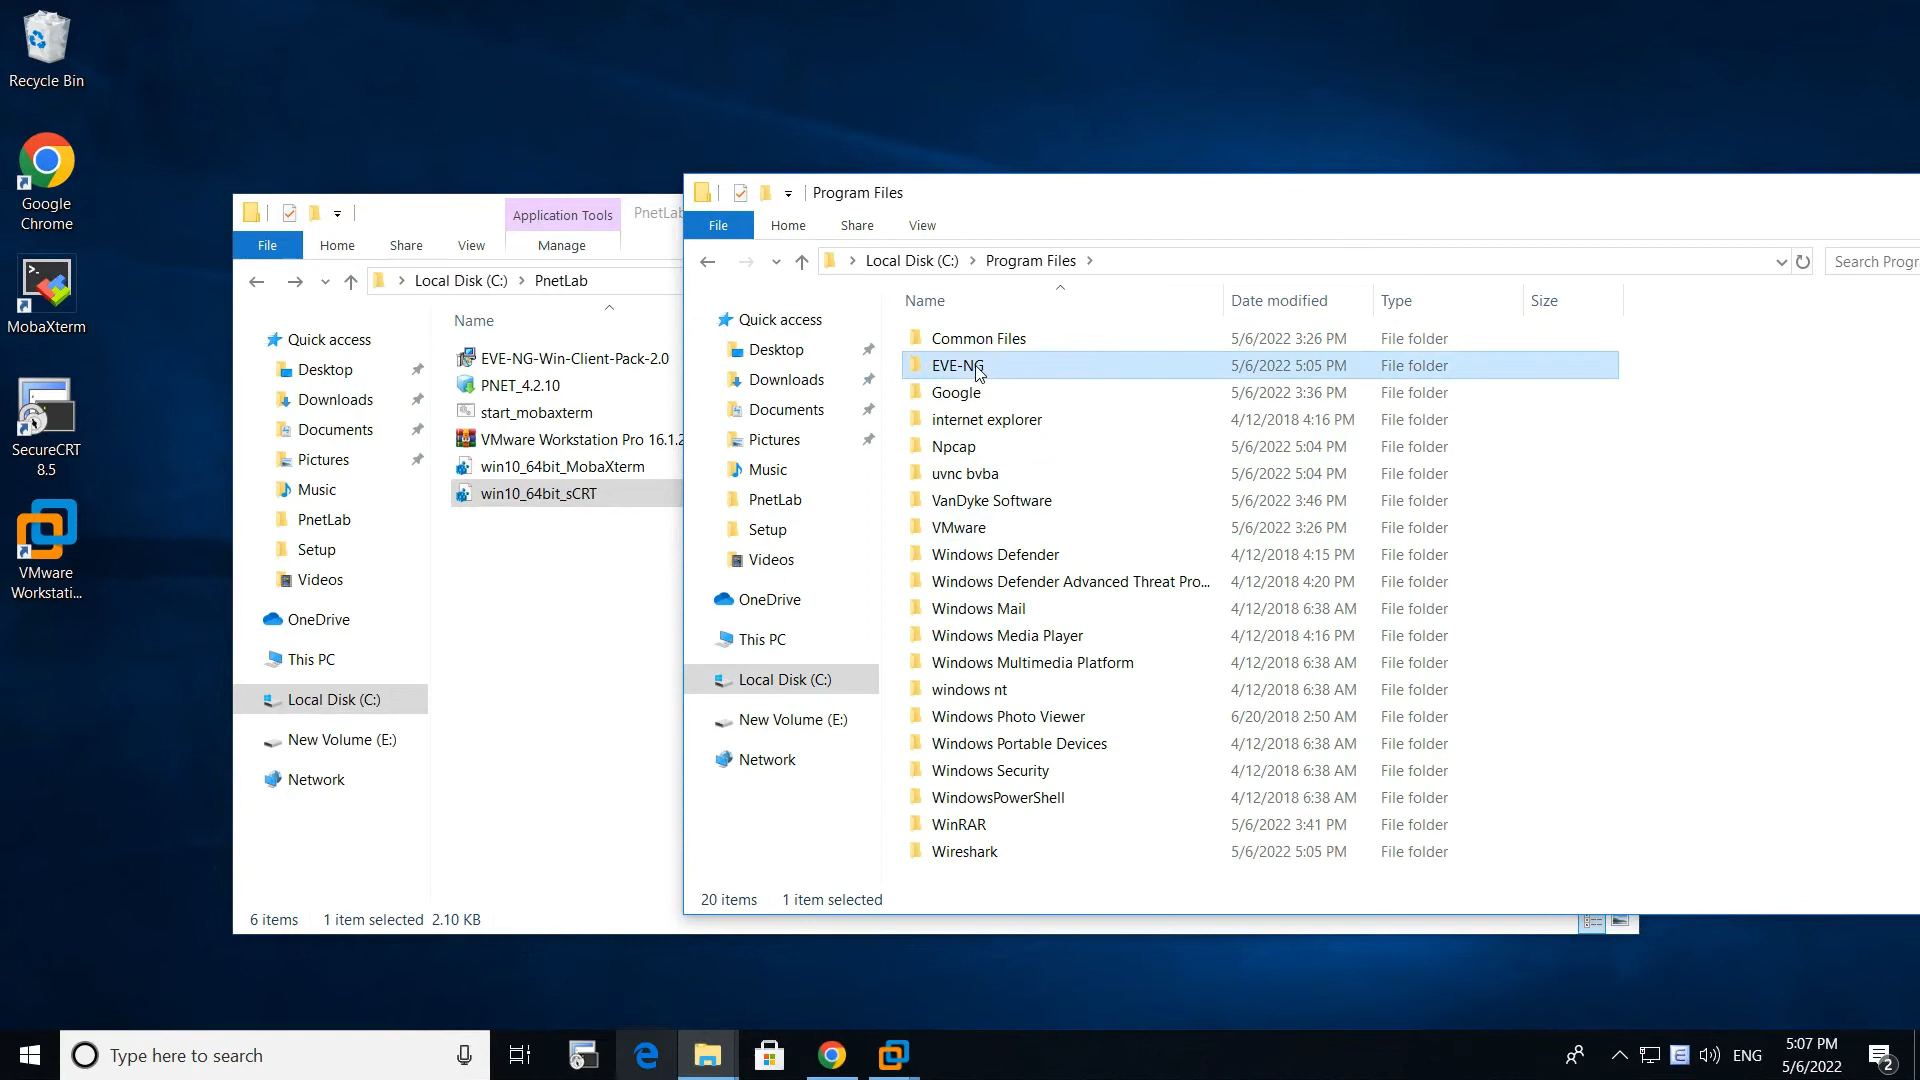 Recycle Bin
Google
Chrome
MobaXterm
SecureCRT
8.5
VMware
Workstati...
Application Tools
PnetLab
File
Home
Share
View
Manage
Local Disk (C:)
PnetLab
Name
Quick access
Desktop
Downloads
Documents
Pictures
Music
PnetLab
Setup
Videos
OneDrive
This PC
Local Disk (C:)
New Volume (E:)
Network
EVE-NG-Win-Client-Pack-2.0
PNET_4.2.10
start_mobaxterm
VMware Workstation Pro 16.1.2
win10_64bit_MobaXterm
win10_64bit_sCRT
6 items 1 item selected 2.10 KB
Program Files
File
Home
Share
View
Local Disk (C:)
Program Files
Search Progr
Quick access
Desktop
Downloads
Documents
Pictures
Music
PnetLab
Setup
Videos
OneDrive
This PC
Local Disk (C:)
New Volume (E:)
Network
Name Date modified Type Size
Common Files 5/6/2022 3:26 PM File folder
EVE-NG 5/6/2022 5:05 PM File folder
Google 5/6/2022 3:36 PM File folder
internet explorer 4/12/2018 4:16 PM File folder
Npcap 5/6/2022 5:04 PM File folder
uvnc bvba 5/6/2022 5:04 PM File folder
VanDyke Software 5/6/2022 3:46 PM File folder
VMware 5/6/2022 3:26 PM File folder
Windows Defender 4/12/2018 4:15 PM File folder
Windows Defender Advanced Threat Pro... 4/12/2018 4:20 PM File folder
Windows Mail 4/12/2018 6:38 AM File folder
Windows Media Player 4/12/2018 4:16 PM File folder
Windows Multimedia Platform 4/12/2018 6:38 AM File folder
windows nt 4/12/2018 6:38 AM File folder
Windows Photo Viewer 6/20/2018 2:50 AM File folder
Windows Portable Devices 4/12/2018 6:38 AM File folder
Windows Security 4/12/2018 6:38 AM File folder
WindowsPowerShell 4/12/2018 6:38 AM File folder
WinRAR 5/6/2022 3:41 PM File folder
Wireshark 5/6/2022 5:05 PM File folder
20 items 1 item selected
Type here to search
ENG
5:07 PM
5/6/2022
2